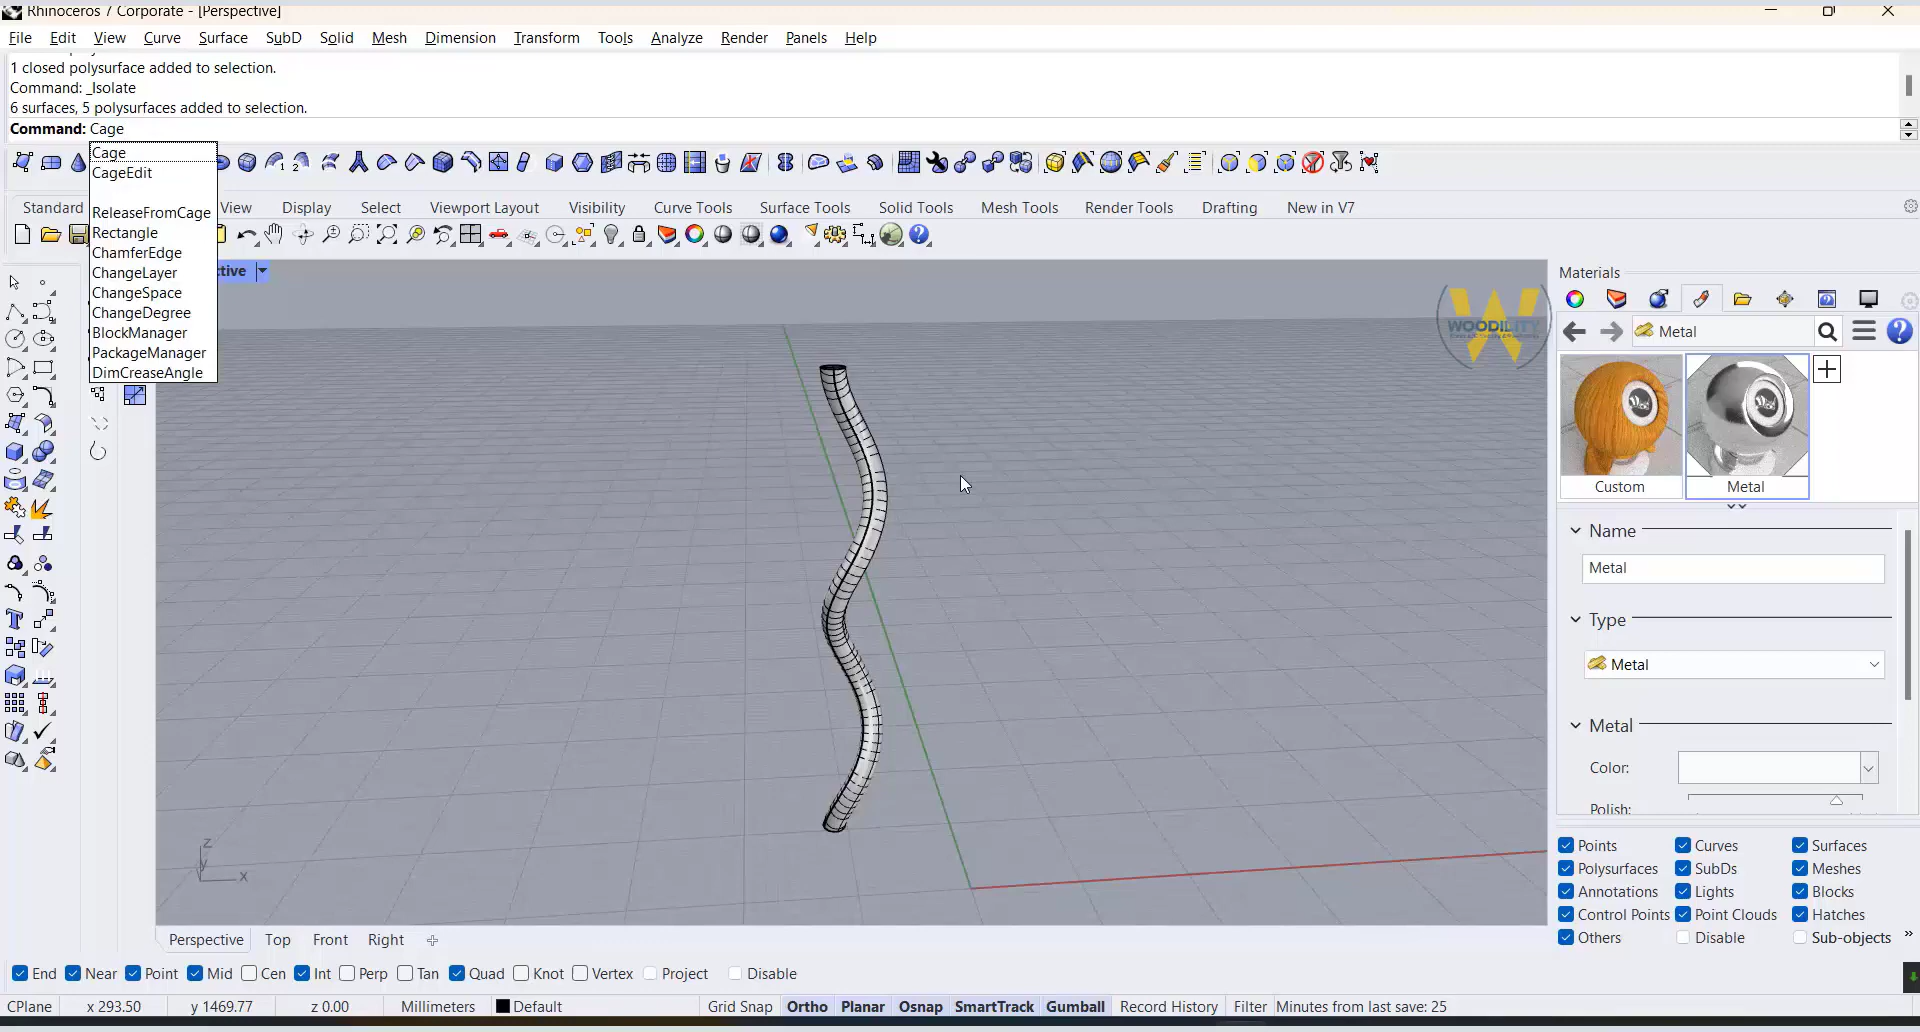 Rhinoceros 7 Corporate - [Perspective]
File Edit View Curve Surface SubD Solid Mesh Dimension Transform Tools Analyze Render Panels Help
1 closed polysurface added to selection.
Command: _Isolate
6 surfaces, 5 polysurfaces added to selection.
Command: Cage
Cage
CageEdit
ReleaseFromCage
Rectangle
ChamferEdge
ChangeLayer
ChangeSpace
ChangeDegree
BlockManager
PackageManager
DimCreaseAngle
Standard View Display Select Viewport Layout Visibility Curve Tools Surface Tools Solid Tools Mesh Tools Render Tools Drafting New in V7
ctive
WOODILITY
Materials
Metal
Custom
Metal
Name
Metal
Type
Metal
Metal
Color:
Polish:
Points Curves Surfaces
Polysurfaces SubDs Meshes
Annotations Lights Blocks
Control Points Point Clouds Hatches
Others Disable Sub-objects
z
y
x
Perspective Top Front Right
End Near Point Mid Cen Int Perp Tan Quad Knot Vertex Project Disable
CPlane x 293.50 y 1469.77 z 0.00 Millimeters Default Grid Snap Ortho Planar Osnap SmartTrack Gumball Record History Filter Minutes from last save: 25